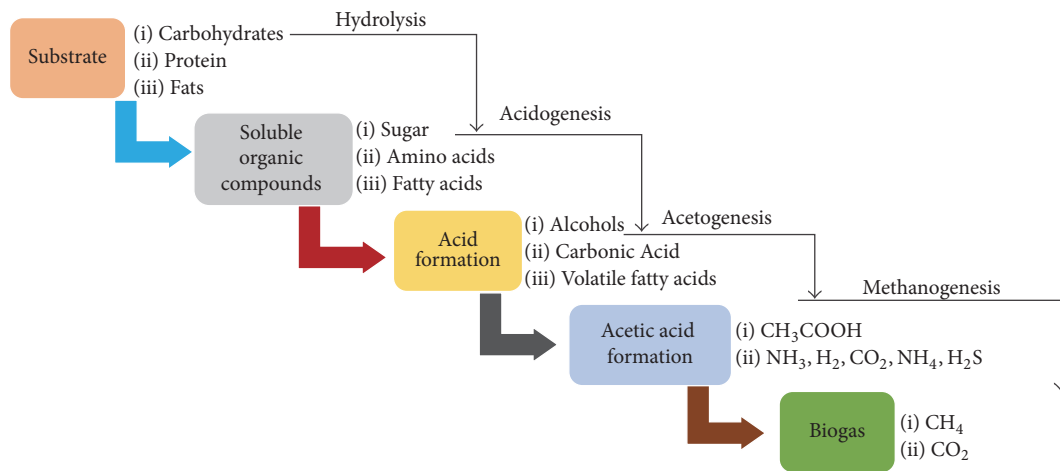 Substrate
(i) Carbohydrates
(ii) Protein
(iii) Fats
Hydrolysis
Soluble
organic
compounds
(i) Sugar
(ii) Amino acids
(iii) Fatty acids
Acidogenesis
Acid
formation
(i) Alcohols
(ii) Carbonic Acid
(iii) Volatile fatty acids
Acetogenesis
Acetic acid
formation
(i) CH₃COOH
(ii) NH₃, H₂, CO₂, NH₄, H₂S
Methanogenesis
Biogas
(i) CH₄
(ii) CO₂